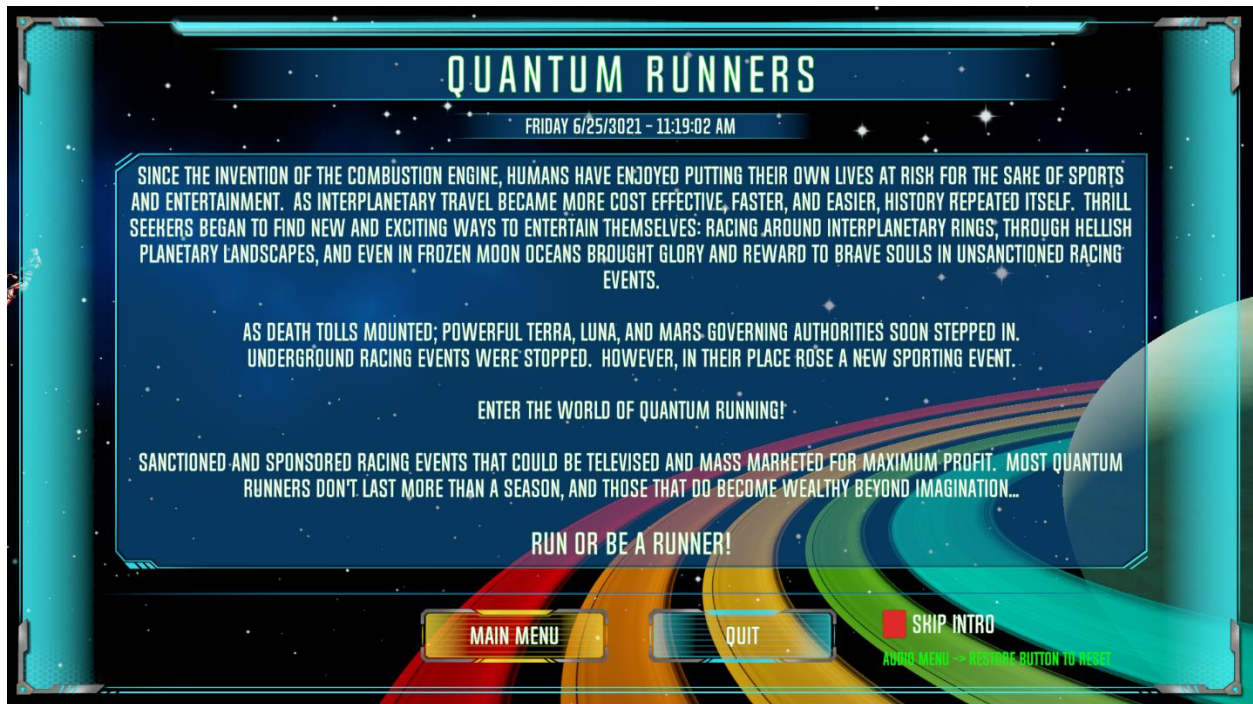 QUANTUM RUNNERS
FRIDAY 6/25/3021 - 11:19:02 AM
SINCE THE INVENTION OF THE COMBUSTION ENGINE, HUMANS HAVE ENJOYED PUTTING THEIR OWN LIVES AT RISK FOR THE SAKE OF SPORTS
AND ENTERTAINMENT. AS INTERPLANETARY TRAVEL BECAME MORE COST EFFECTIVE, FASTER, AND EASIER, HISTORY REPEATED ITSELF. THRILL
SEEKERS BEGAN TO FIND NEW AND EXCITING WAYS TO ENTERTAIN THEMSELVES: RACING AROUND INTERPLANETARY RINGS, THROUGH HELLISH
PLANETARY LANDSCAPES, AND EVEN IN FROZEN MOON OCEANS BROUGHT GLORY AND REWARD TO BRAVE SOULS IN UNSANCTIONED RACING
EVENTS.
AS DEATH TOLLS MOUNTED; POWERFUL TERRA, LUNA, AND MARS GOVERNING AUTHORITIES SOON STEPPED IN.
UNDERGROUND RACING EVENTS WERE STOPPED. HOWEVER, IN THEIR PLACE ROSE A NEW SPORTING EVENT.
ENTER THE WORLD OF QUANTUM RUNNING!
SANCTIONED AND SPONSORED RACING EVENTS THAT COULD BE TELEVISED AND MASS MARKETED FOR MAXIMUM PROFIT. MOST QUANTUM
RUNNERS DON'T LAST MORE THAN A SEASON, AND THOSE THAT DO BECOME WEALTHY BEYOND IMAGINATION...
RUN OR BE A RUNNER!
MAIN MENU
QUIT
SKIP INTRO
AUDIO MENU -> RESTORE BUTTON TO RESET